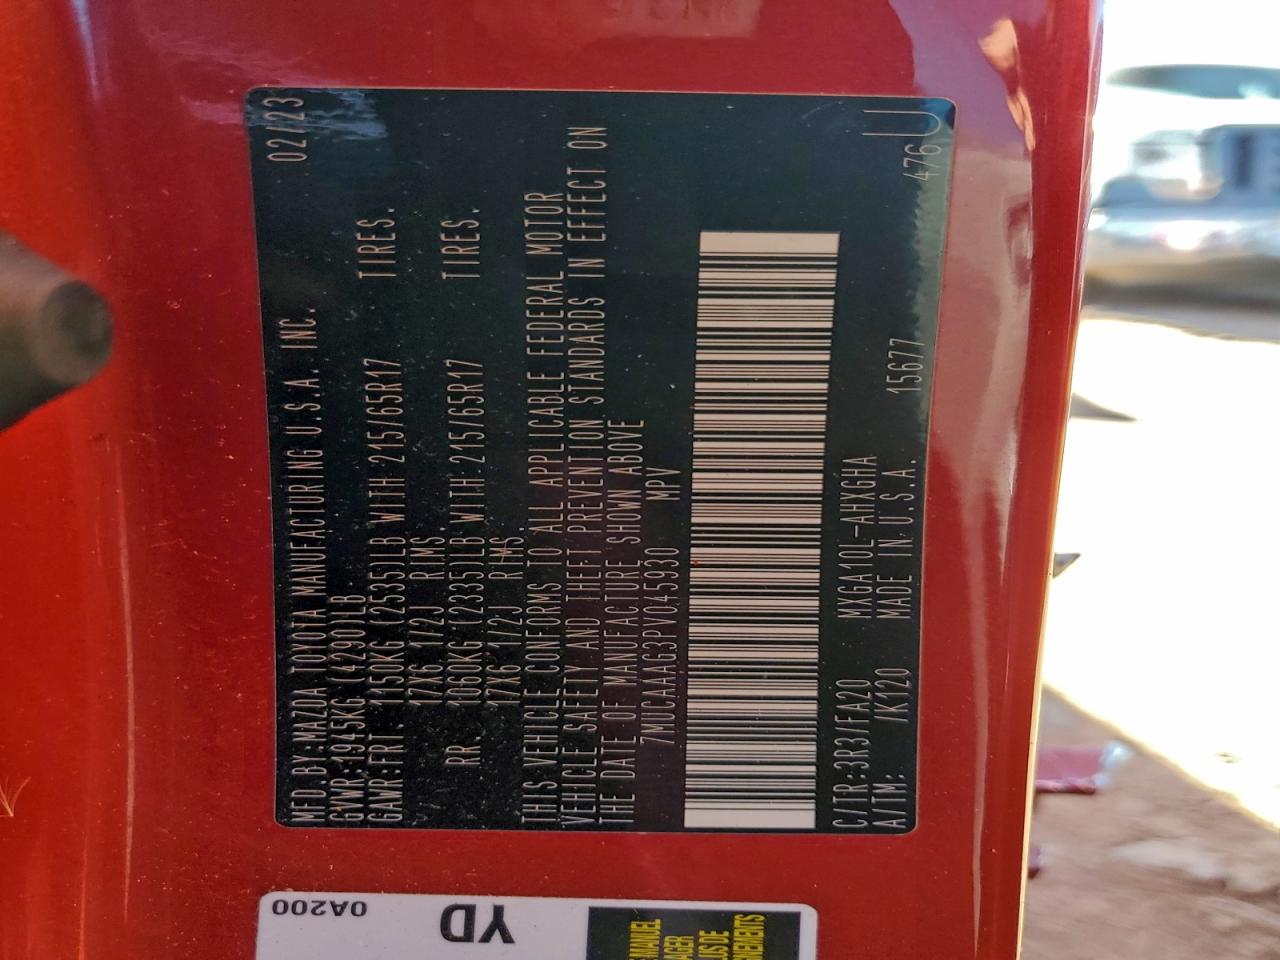 02/23
MFD.BY:MAZDA TOYOTA MANUFACTURING U.S.A. INC.
GVWR:1945KG (4290)LB
GAWR:FRT. 1150KG (2535)LB WITH 215/65R17 TIRES.
17X6 1/2J RIMS.
RR. 1060KG (2335)LB WITH 215/65R17 TIRES.
17X6 1/2J RIMS.
THIS VEHICLE CONFORMS TO ALL APPLICABLE FEDERAL MOTOR
VEHICLE SAFETY AND THEFT PREVENTION STANDARDS IN EFFECT ON
THE DATE OF MANUFACTURE SHOWN ABOVE
7MUCAAAG3PV045930 MPV
C/TR:3R3/FA20 MXGA10L-AHXGHA
A/TM: /K120 MADE IN U.S.A. 15677 476U
0A200
YD
MANUEL